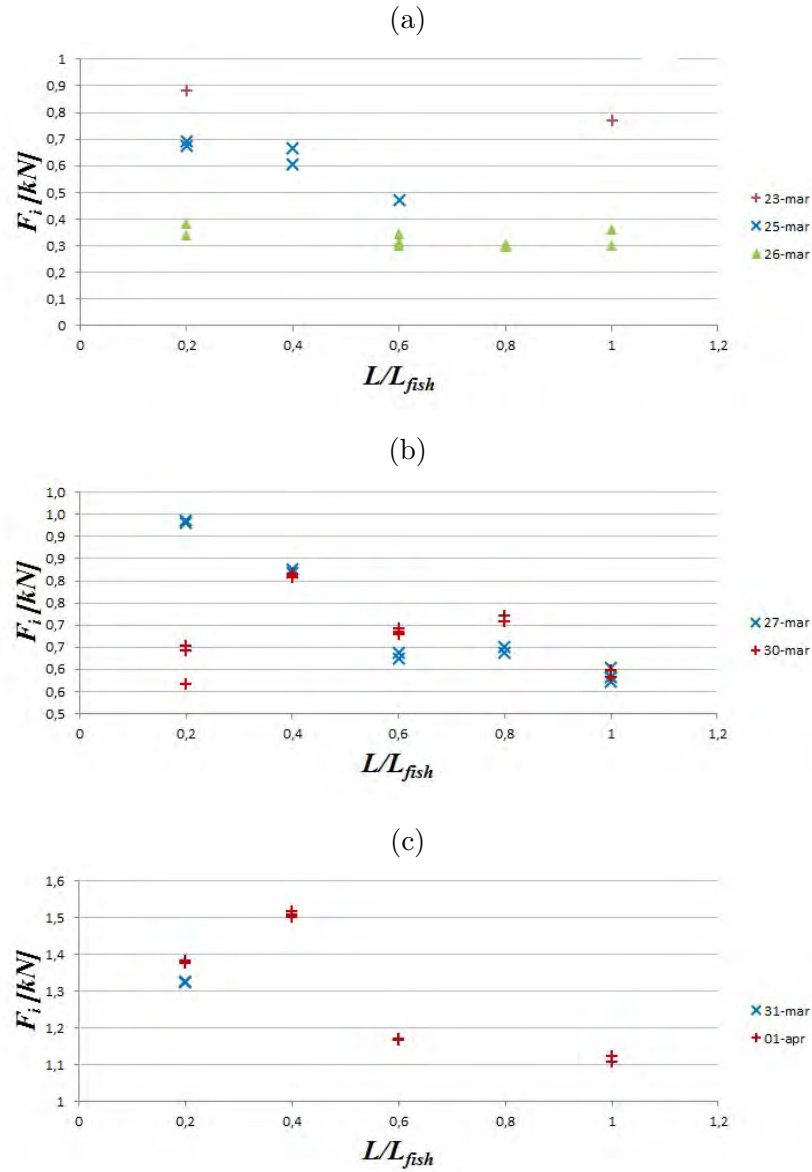 (a)
1
0,9
0,8
0,7
0,6
0,5
0,4
0,3
0,2
0,1
0
F_i [kN]
0 0,2 0,4 0,6 0,8 1 1,2
L/L_fish
23-mar
25-mar
26-mar
(b)
1,0
1,0
0,9
0,9
0,8
0,8
0,7
0,7
0,6
0,6
0,5
F_i [kN]
0 0,2 0,4 0,6 0,8 1 1,2
L/L_fish
27-mar
30-mar
(c)
1,6
1,5
1,4
1,3
1,2
1,1
1
F_i [kN]
0 0,2 0,4 0,6 0,8 1 1,2
L/L_fish
31-mar
01-apr